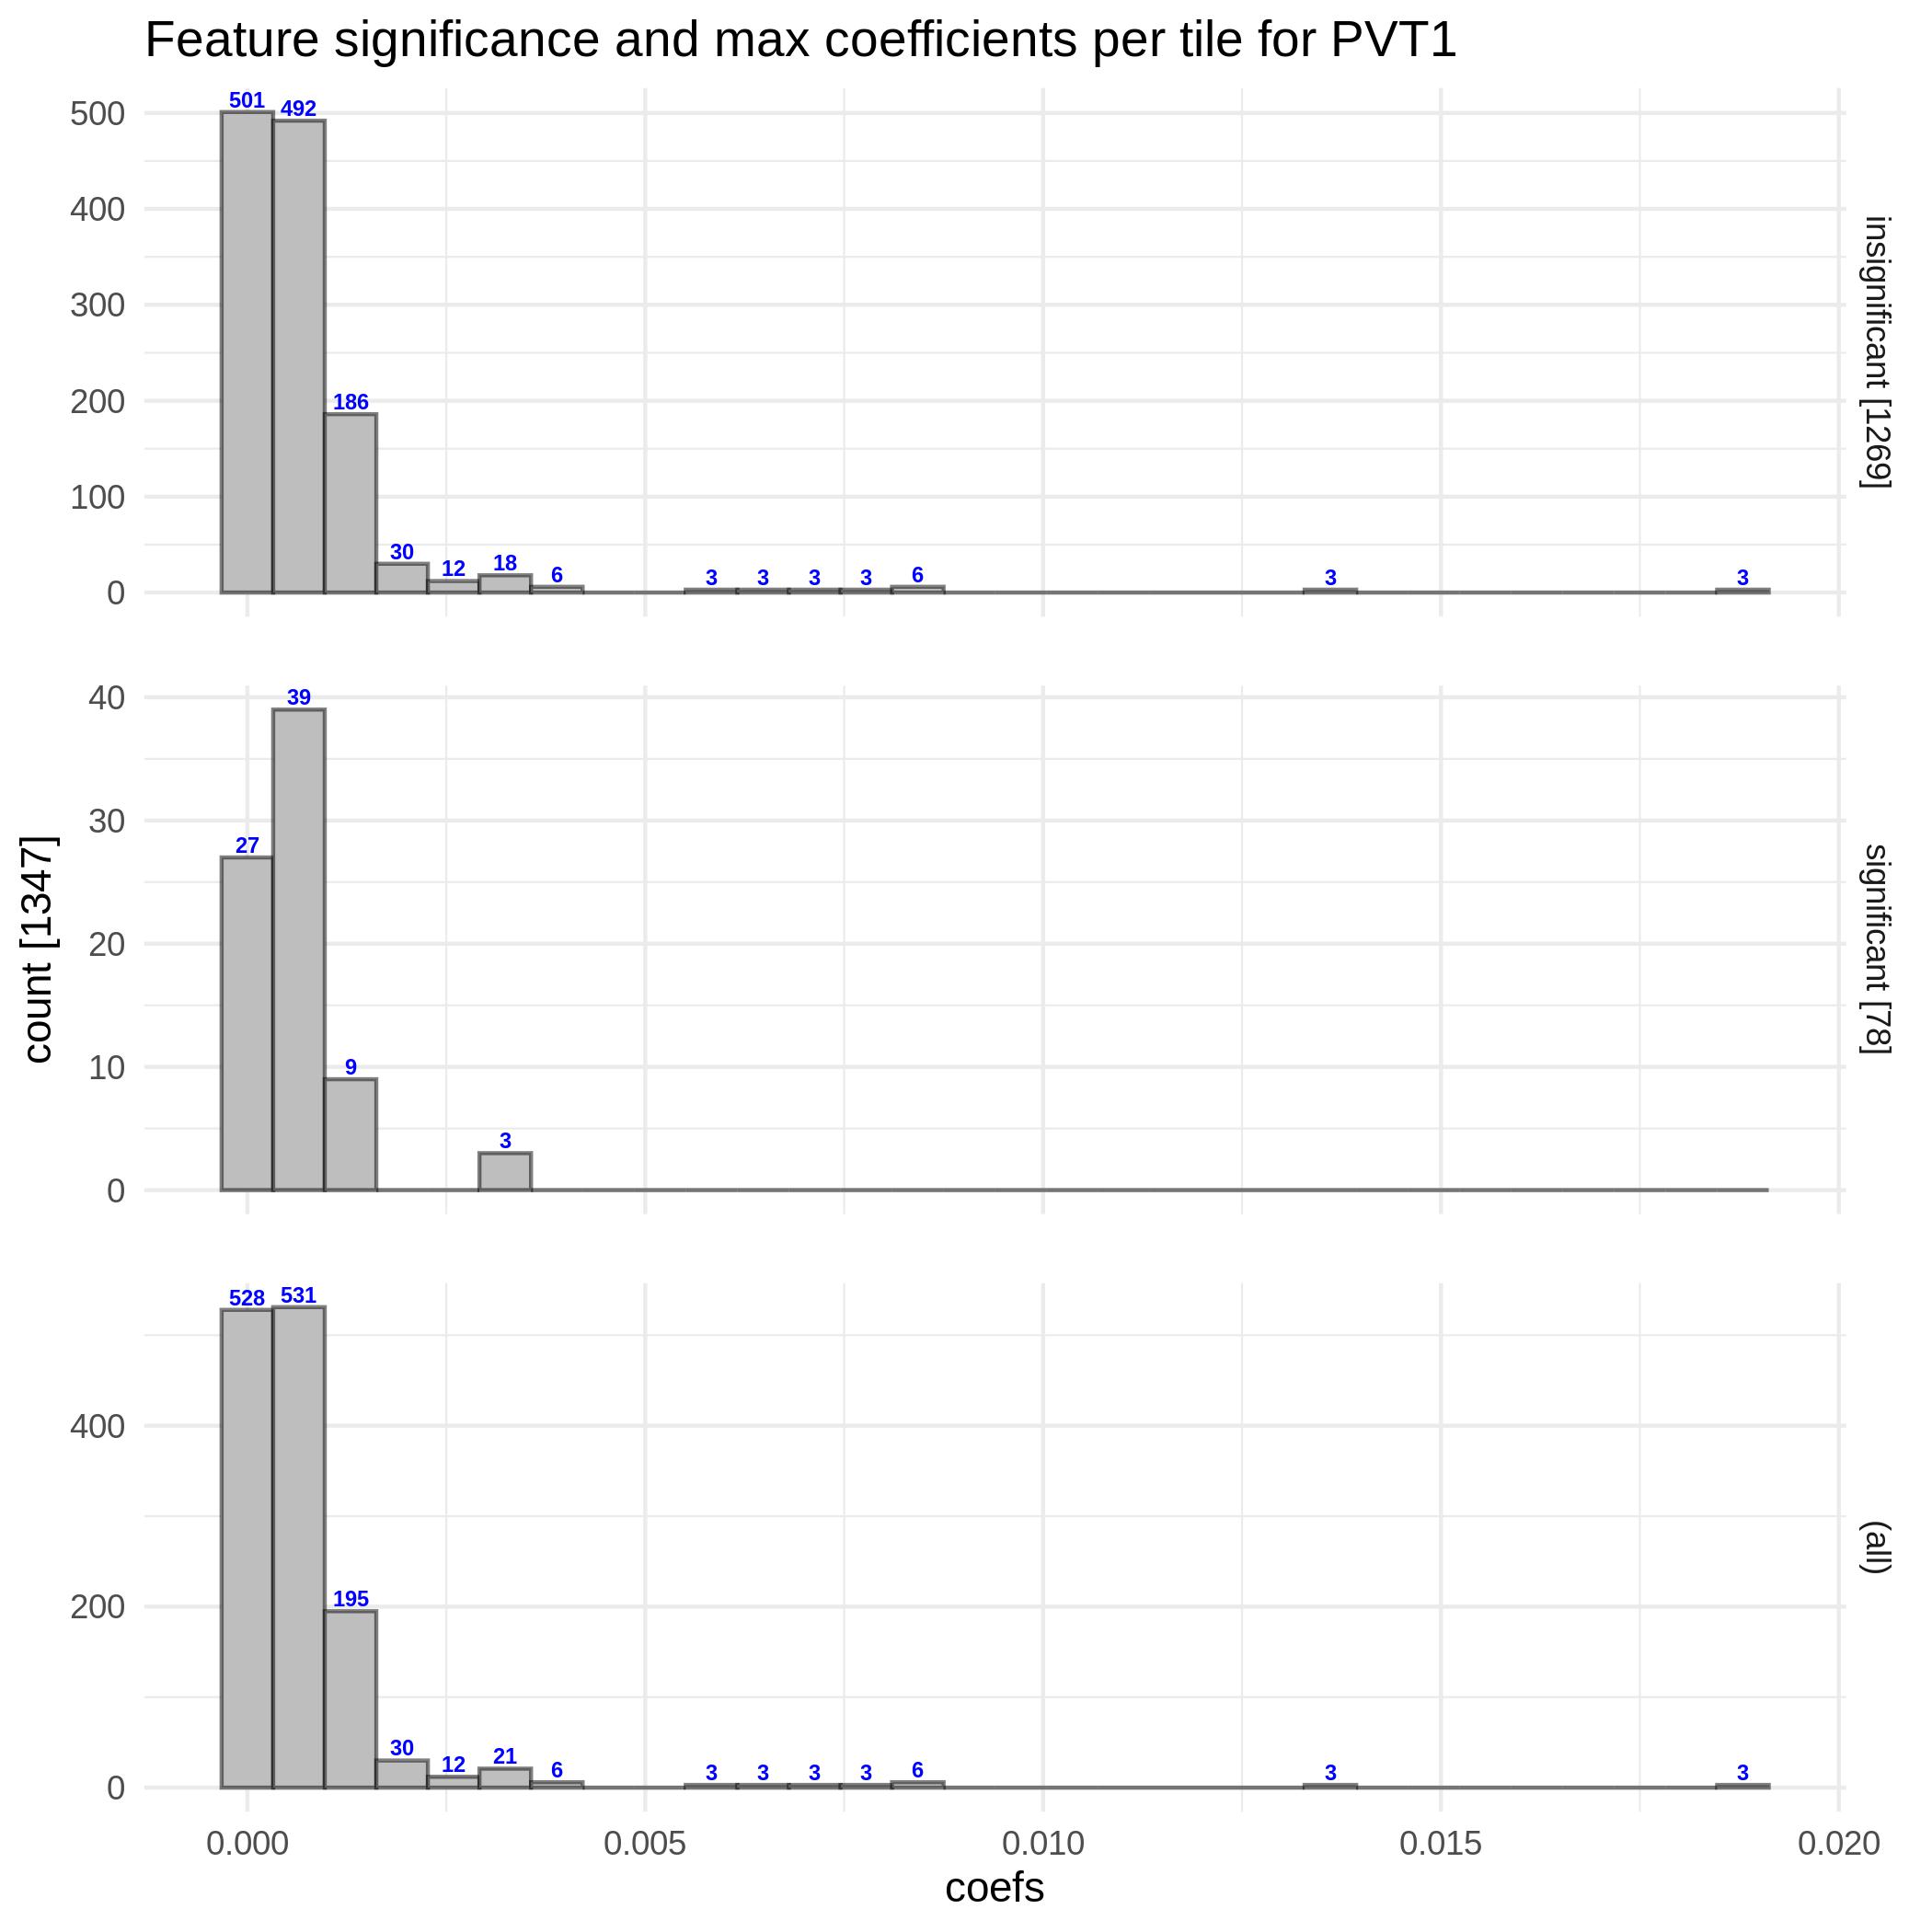 Feature significance and max coefficients per tile for PVT1
501 492 186 30 12 18 6 3 3 3 3 6 3 3
500
400
300
200
100
0
insignificant [1269]
27 39 9 3
40
30
20
10
0
significant [78]
count [1347]
528 531 195 30 12 21 6 3 3 3 3 6 3 3
400
200
0
(all)
0.000 0.005 0.010 0.015 0.020
coefs